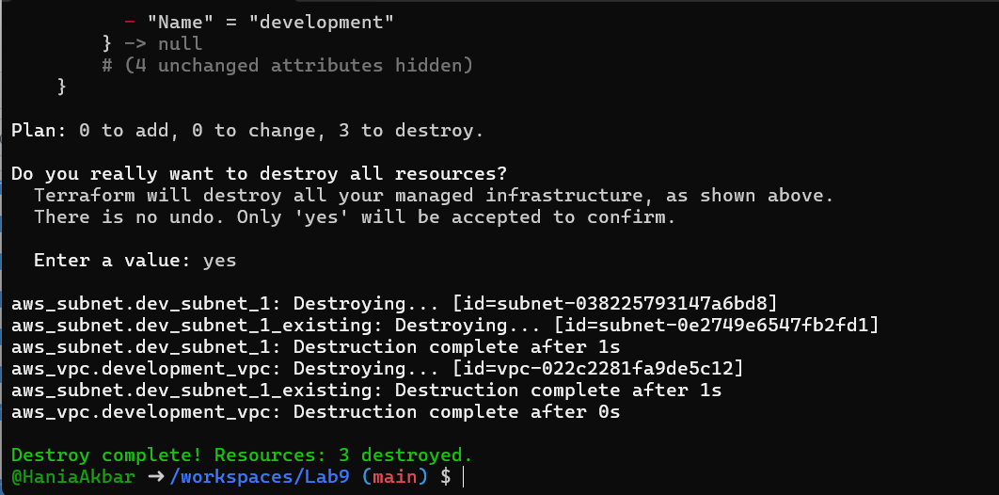 - "Name" = "development"
} -> null
# (4 unchanged attributes hidden)
}
Plan: 0 to add, 0 to change, 3 to destroy.
Do you really want to destroy all resources?
Terraform will destroy all your managed infrastructure, as shown above.
There is no undo. Only 'yes' will be accepted to confirm.
Enter a value: yes
aws_subnet.dev_subnet_1: Destroying... [id=subnet-038225793147a6bd8]
aws_subnet.dev_subnet_1_existing: Destroying... [id=subnet-0e2749e6547fb2fd1]
aws_subnet.dev_subnet_1: Destruction complete after 1s
aws_vpc.development_vpc: Destroying... [id=vpc-022c2281fa9de5c12]
aws_subnet.dev_subnet_1_existing: Destruction complete after 1s
aws_vpc.development_vpc: Destruction complete after 0s
Destroy complete! Resources: 3 destroyed.
@HaniaAkbar ➜ /workspaces/Lab9 (main) $